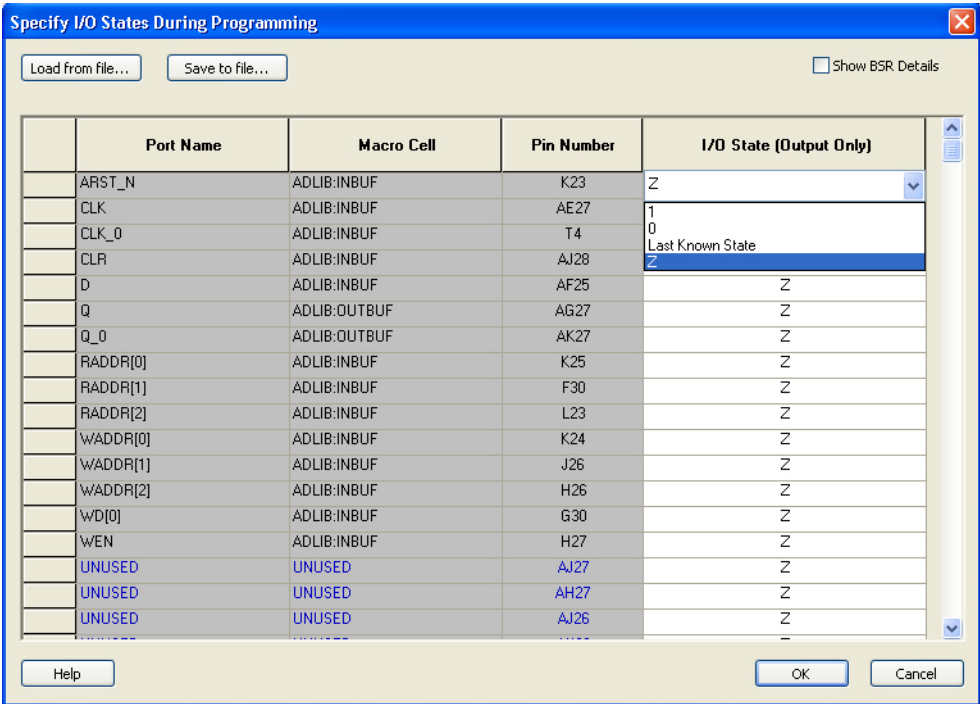 Specify I/O States During Programming
Load from file... Save to file... Show BSR Details
Port Name Macro Cell Pin Number I/O State (Output Only)
ARST_N ADLIB:INBUF K23 Z
CLK ADLIB:INBUF AE27 1
CLK_0 ADLIB:INBUF T4 0
Last Known State
CLR ADLIB:INBUF AJ28 Z
D ADLIB:INBUF AF25 Z
Q ADLIB:OUTBUF AG27 Z
Q_0 ADLIB:OUTBUF AK27 Z
RADDR[0] ADLIB:INBUF K25 Z
RADDR[1] ADLIB:INBUF F30 Z
RADDR[2] ADLIB:INBUF L23 Z
WADDR[0] ADLIB:INBUF K24 Z
WADDR[1] ADLIB:INBUF J26 Z
WADDR[2] ADLIB:INBUF H26 Z
WD[0] ADLIB:INBUF G30 Z
WEN ADLIB:INBUF H27 Z
UNUSED UNUSED AJ27 Z
UNUSED UNUSED AH27 Z
UNUSED UNUSED AJ26 Z
Help OK Cancel